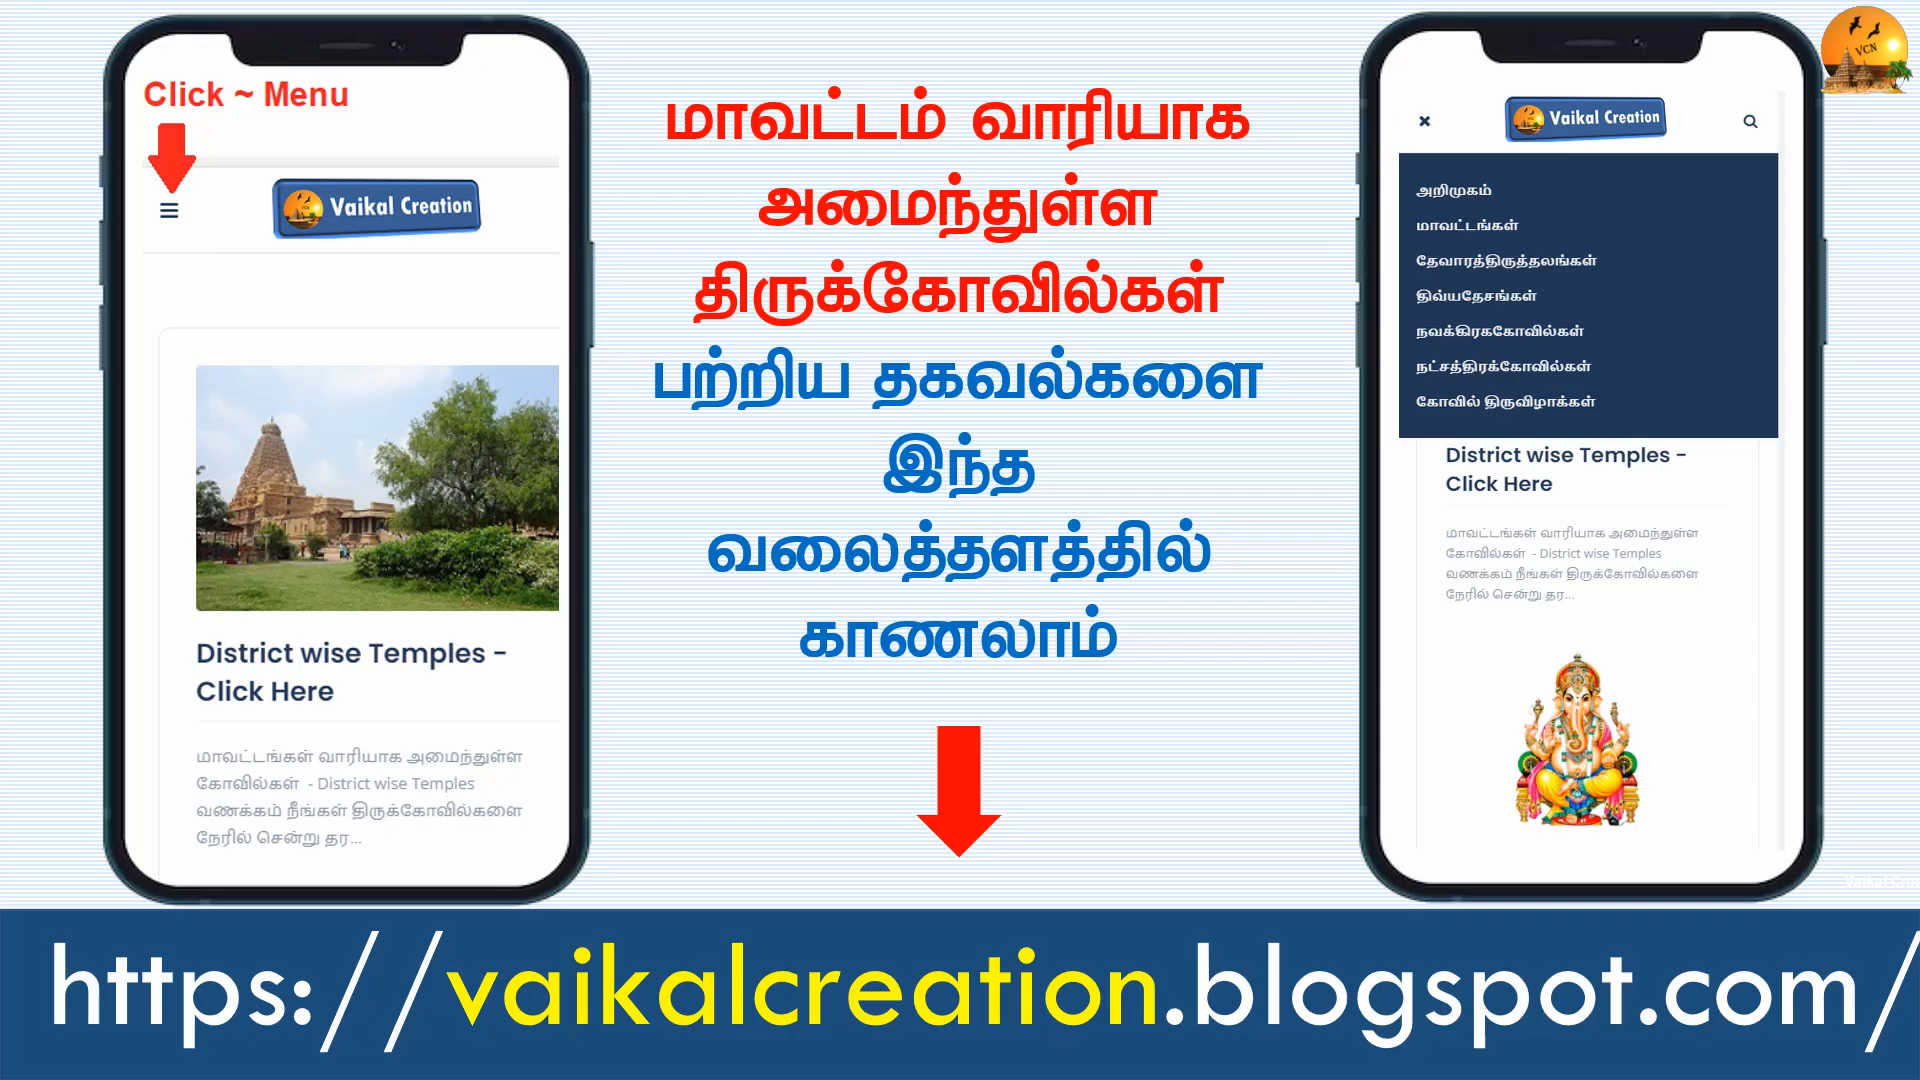 Click ~ Menu
Vaikal Creation
District wise Temples -
Click Here
மாவட்டங்கள் வாரியாக அமைந்துள்ள
கோவில்கள் - District wise Temples
வணக்கம் நீங்கள் திருக்கோவில்களை
நேரில் சென்று தர...
மாவட்டம் வாரியாக
அமைந்துள்ள
திருக்கோவில்கள்
பற்றிய தகவல்களை
இந்த
வலைத்தளத்தில்
காணலாம்
VCN
Vaikal Creation
அறிமுகம்
மாவட்டங்கள்
தேவாரத்திருத்தலங்கள்
திவ்யதேசங்கள்
நவக்கிரககோவில்கள்
நட்சத்திரக்கோவில்கள்
கோவில் திருவிழாக்கள்
District wise Temples -
Click Here
மாவட்டங்கள் வாரியாக அமைந்துள்ள
கோவில்கள் - District wise Temples
வணக்கம் நீங்கள் திருக்கோவில்களை
நேரில் சென்று தர...
https://vaikalcreation.blogspot.com/